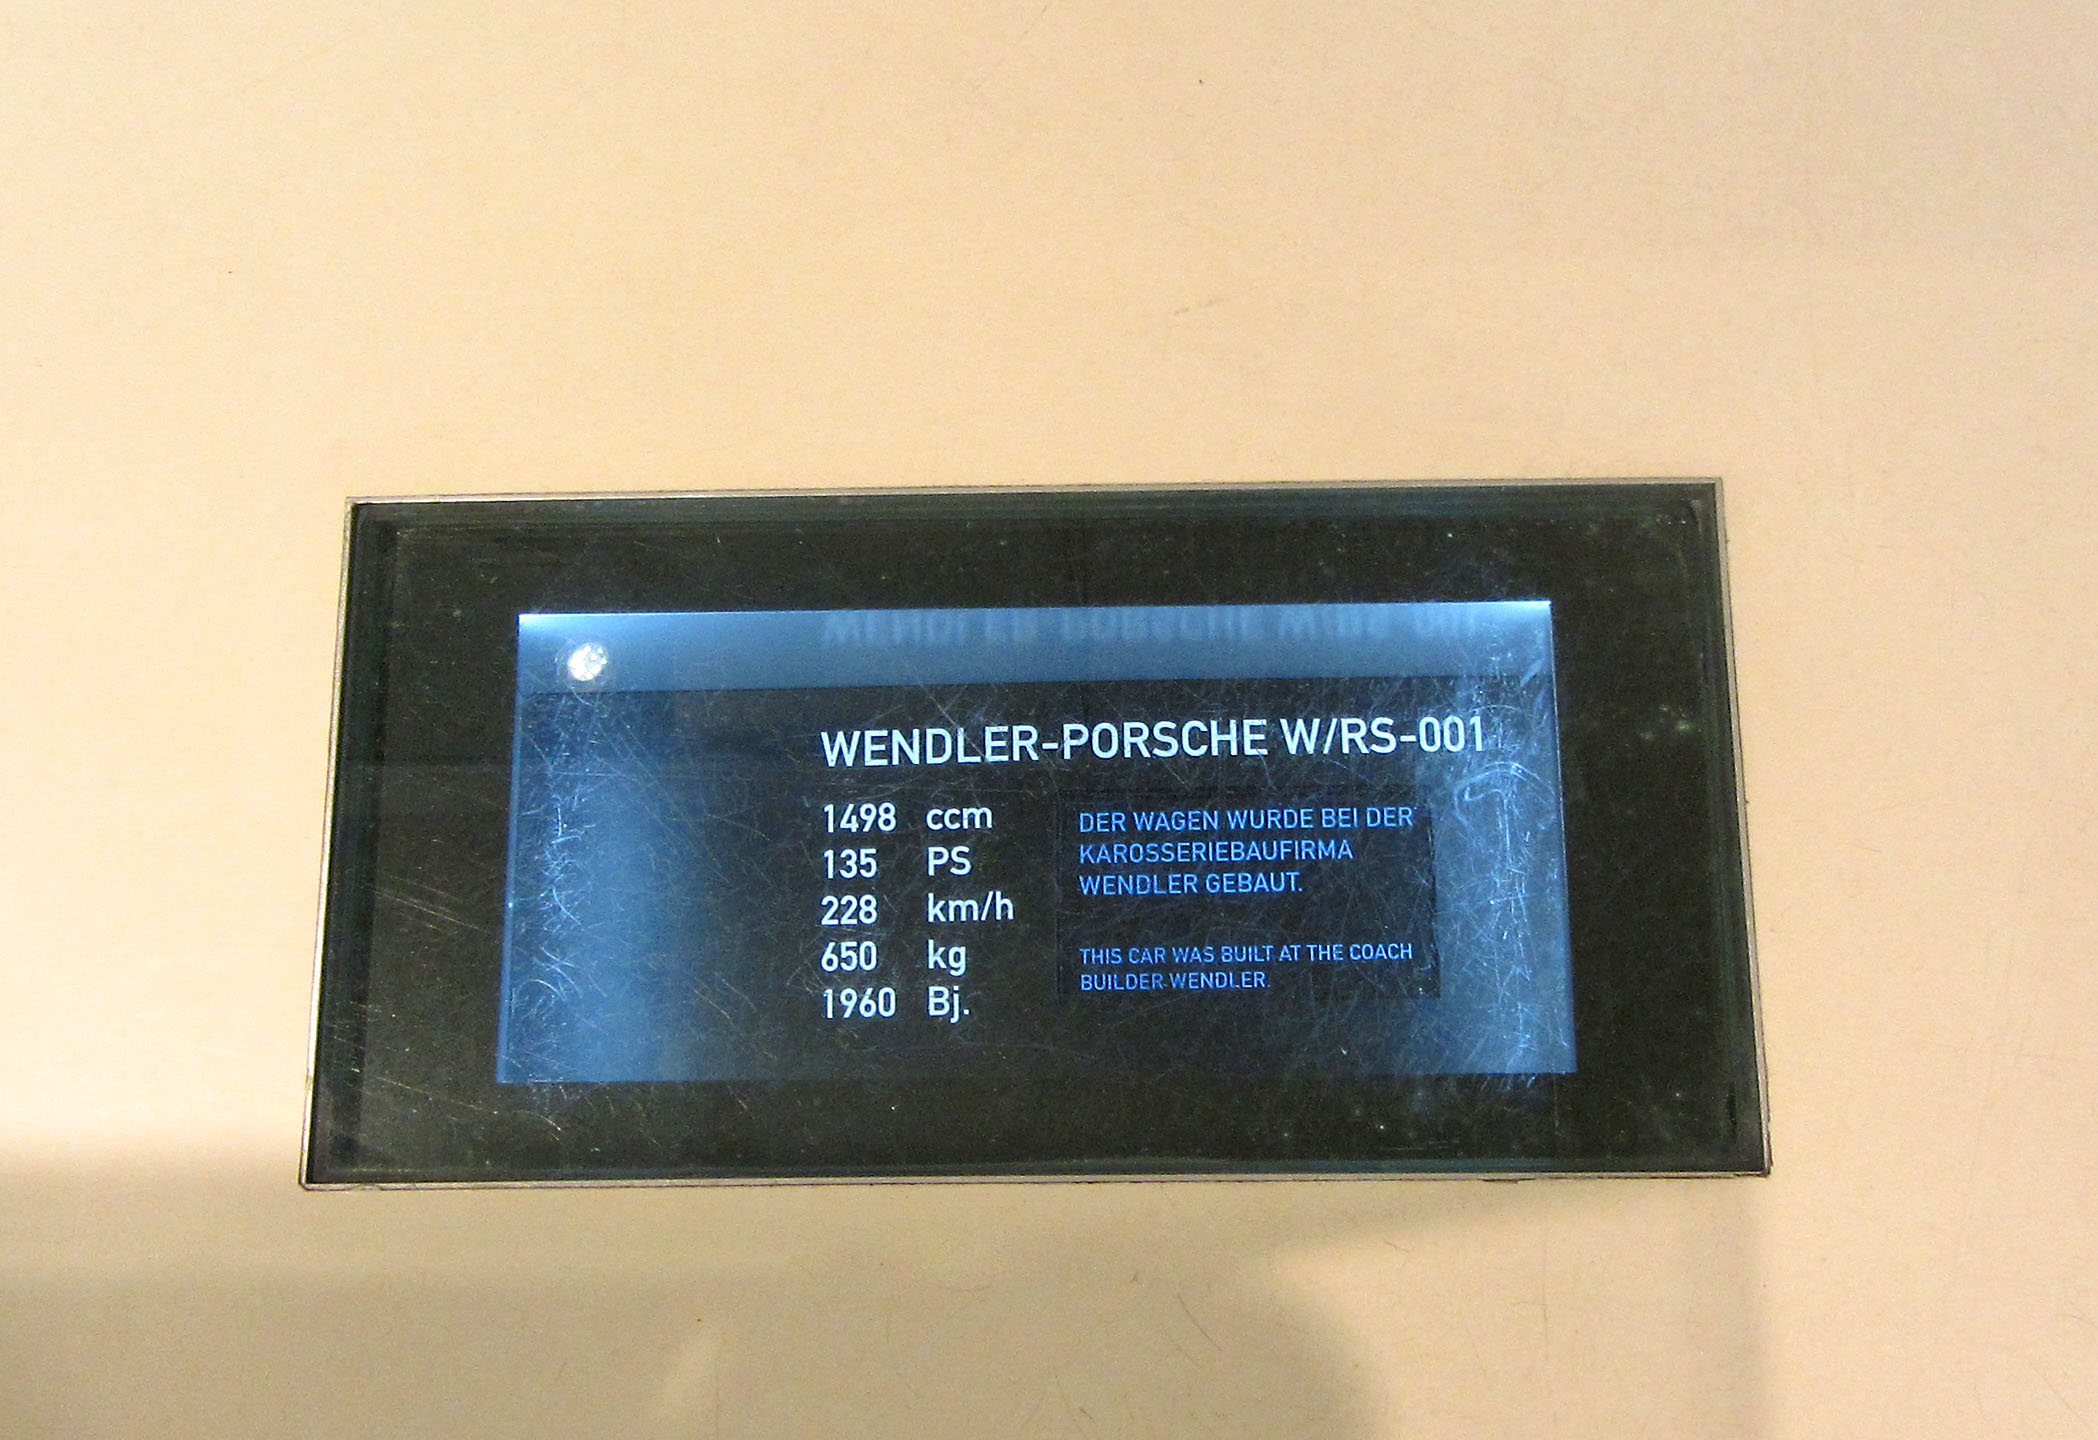 WENDLER-PORSCHE W/RS-001
1498 ccm
135 PS
228 km/h
650 kg
1960 Bj.
DER WAGEN WURDE BEI DER
KAROSSERIEBAUFIRMA
WENDLER GEBAUT.
THIS CAR WAS BUILT AT THE COACH
BUILDER WENDLER.